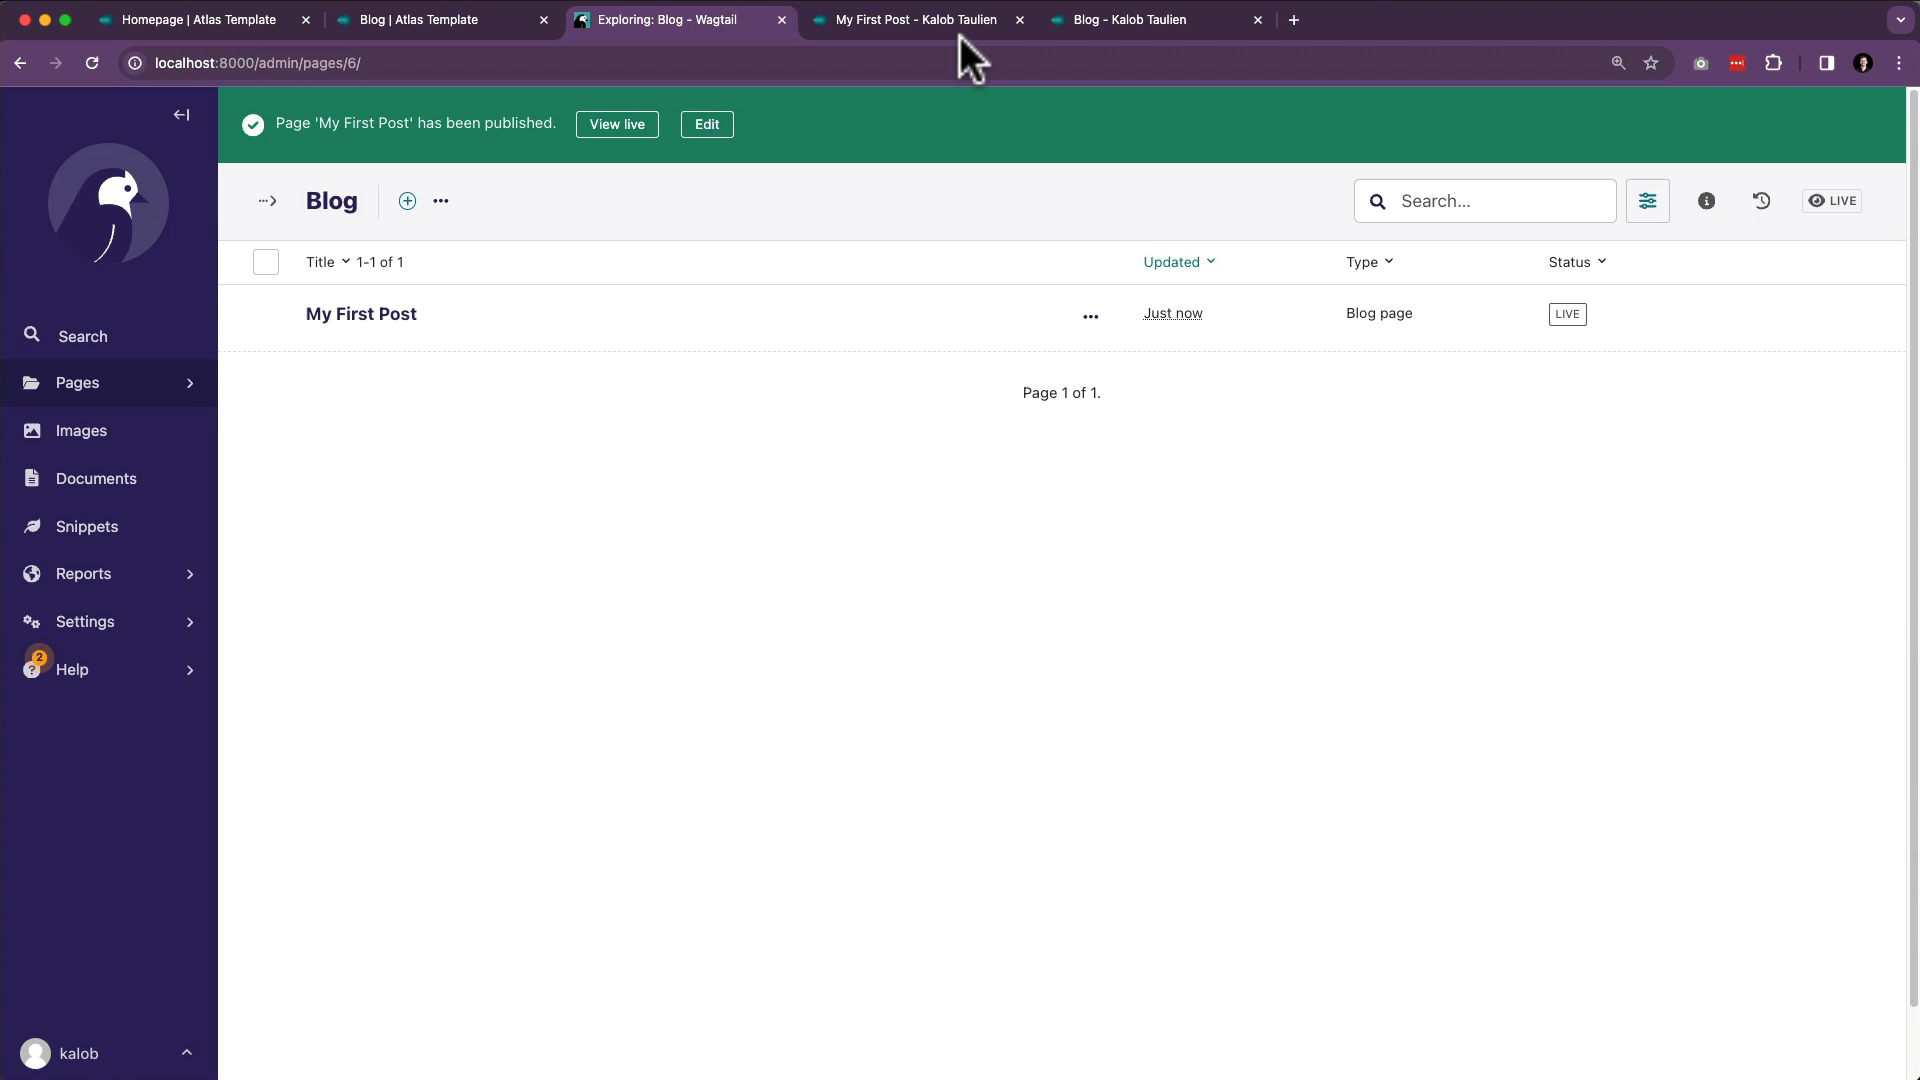 Homepage | Atlas Template
Blog | Atlas Template
Exploring: Blog - Wagtail
My First Post - Kalob Taulien
Blog - Kalob Taulien
localhost:8000/admin/pages/6/
Page 'My First Post' has been published.
View live
Edit
Blog
Search...
LIVE
Title 1-1 of 1
Updated
Type
Status
My First Post
Just now
Blog page
LIVE
Page 1 of 1.
Search
Pages
Images
Documents
Snippets
Reports
Settings
2
Help
kalob